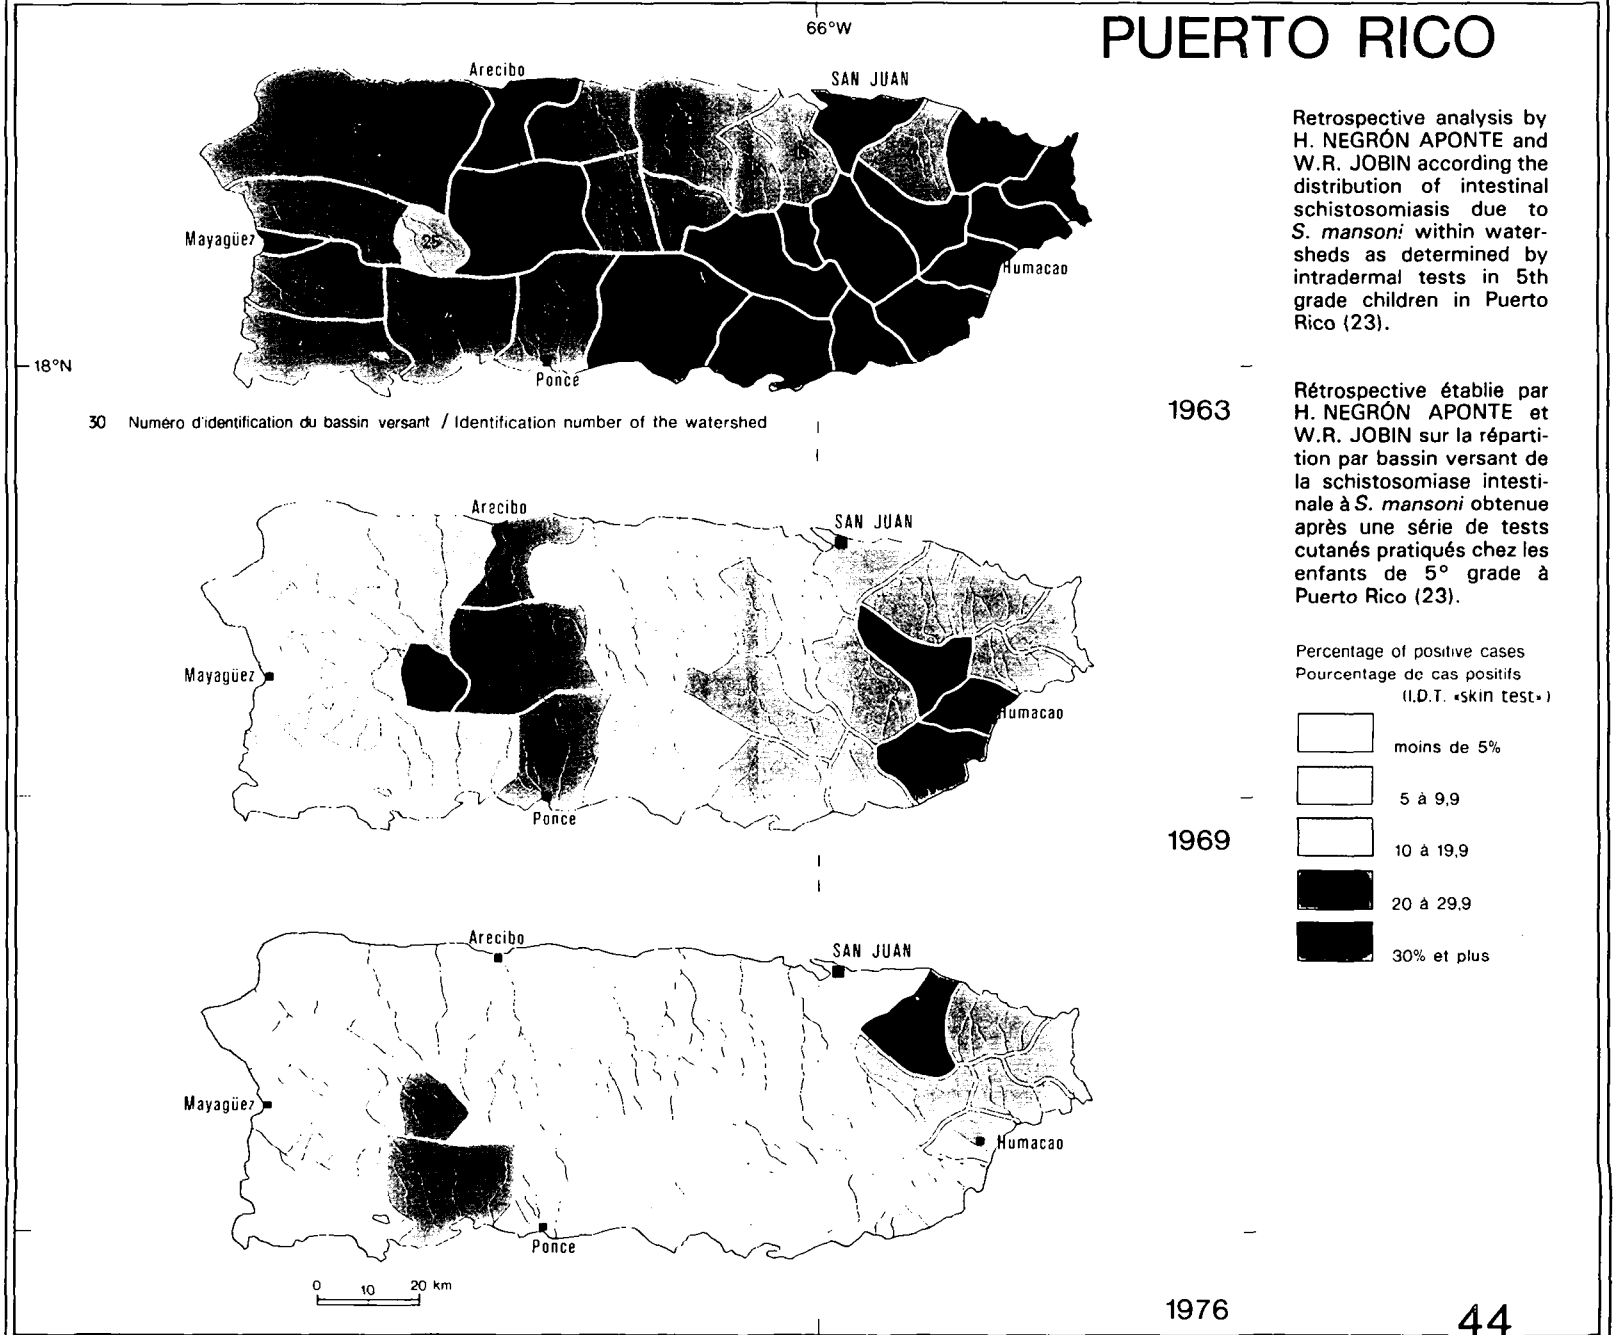 PUERTO RICO
66°W
Arecibo
SAN JUAN
Mayagüez
25
Humacao
Ponce
18°N
1963
30 Numéro d'identification du bassin versant / Identification number of the watershed
Retrospective analysis by
H. NEGRÓN APONTE and
W.R. JOBIN according the
distribution of intestinal
schistosomiasis due to
S. mansoni within water-
sheds as determined by
intradermal tests in 5th
grade children in Puerto
Rico (23).
Rétrospective établie par
H. NEGRÓN APONTE et
W.R. JOBIN sur la réparti-
tion par bassin versant de
la schistosomiase intesti-
nale à S. mansoni obtenue
après une série de tests
cutanés pratiqués chez les
enfants de 5° grade à
Puerto Rico (23).
Arecibo
SAN JUAN
Mayagüez
Humacao
Ponce
1969
Percentage of positive cases
Pourcentage de cas positifs
(I.D.T. «skin test»)
moins de 5%
5 à 9,9
10 à 19,9
20 à 29,9
30% et plus
Arecibo
SAN JUAN
Mayagüez
Humacao
Ponce
0 10 20 km
1976
44